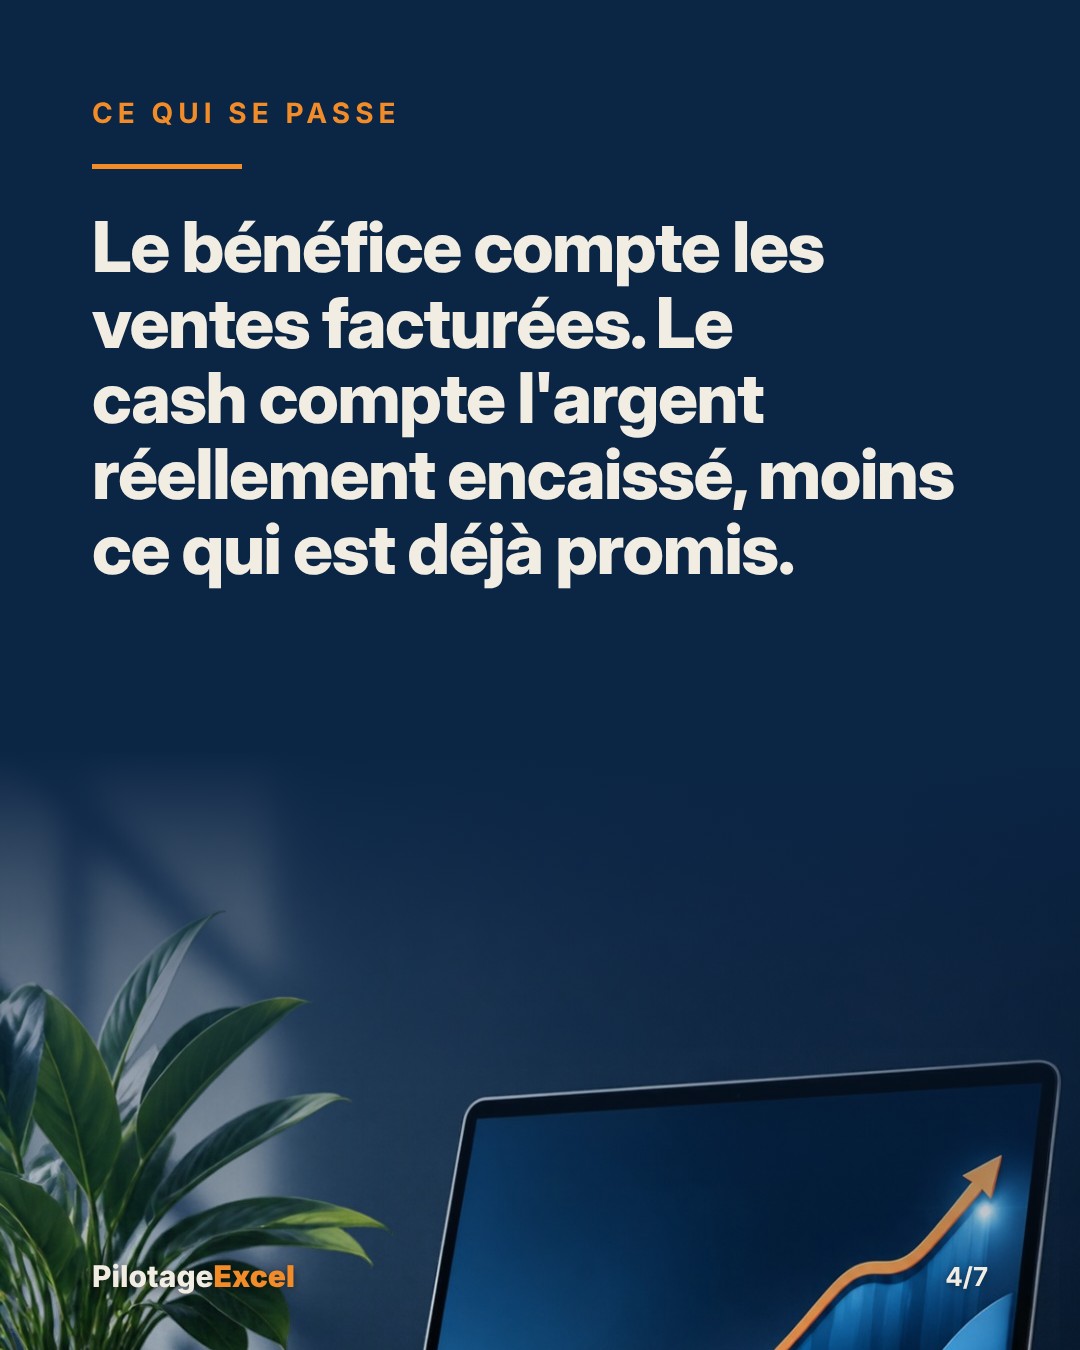 CE QUI SE PASSE
Le bénéfice compte les
ventes facturées. Le
cash compte l'argent
réellement encaissé, moins
ce qui est déjà promis.
PilotageExcel
4/7